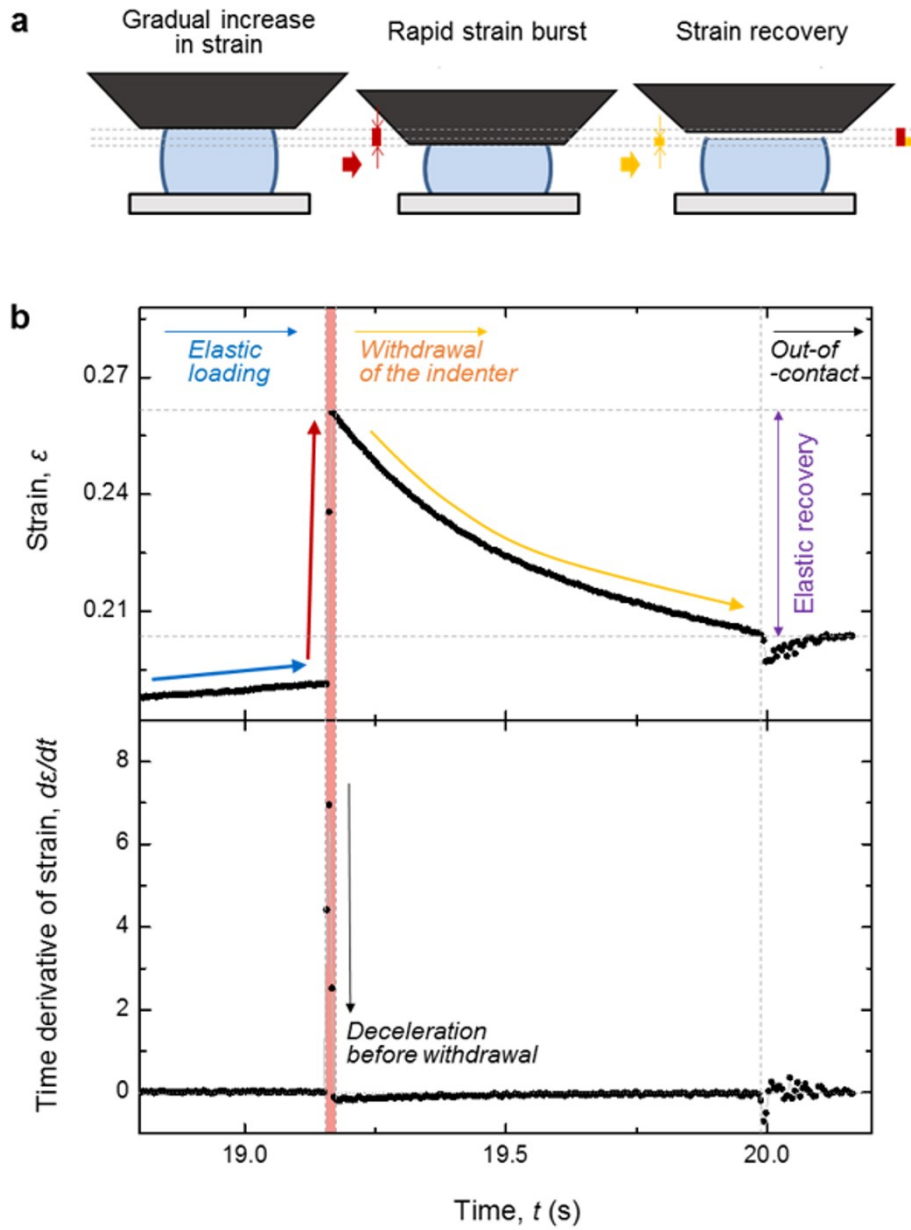 a
Gradual increase
in strain
Rapid strain burst
Strain recovery
b
Elastic
loading
Withdrawal
of the indenter
Out-of
-contact
0.27
0.24
0.21
Strain, ε
Elastic recovery
8
6
4
2
0
Time derivative of strain, dε/dt
Deceleration
before withdrawal
19.0
19.5
20.0
Time, t (s)